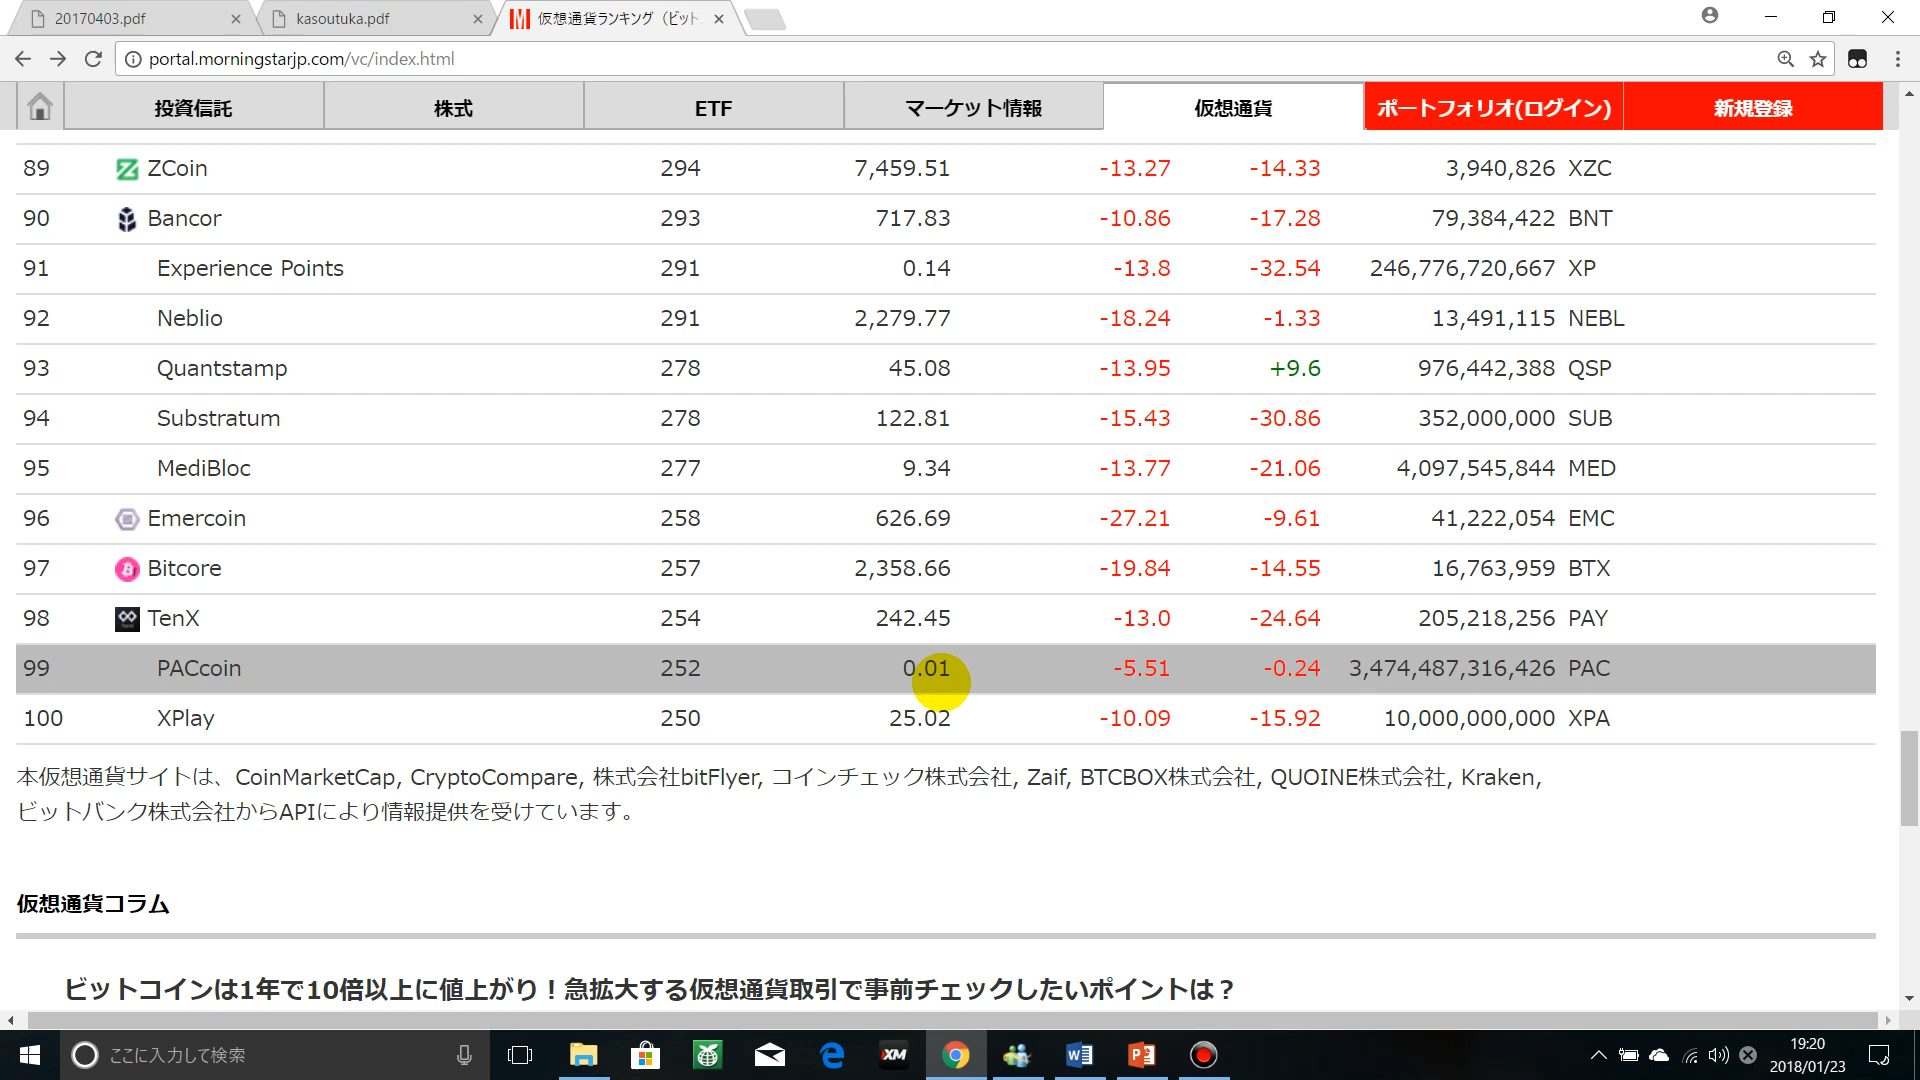 20170403.pdf
kasoutuka.pdf
仮想通貨ランキング（ビット
portal.morningstarjp.com/vc/index.html
投資信託 株式 ETF マーケット情報 仮想通貨 ポートフォリオ(ログイン) 新規登録
89 ZCoin 294 7,459.51 -13.27 -14.33 3,940,826 XZC
90 Bancor 293 717.83 -10.86 -17.28 79,384,422 BNT
91 Experience Points 291 0.14 -13.8 -32.54 246,776,720,667 XP
92 Neblio 291 2,279.77 -18.24 -1.33 13,491,115 NEBL
93 Quantstamp 278 45.08 -13.95 +9.6 976,442,388 QSP
94 Substratum 278 122.81 -15.43 -30.86 352,000,000 SUB
95 MediBloc 277 9.34 -13.77 -21.06 4,097,545,844 MED
96 Emercoin 258 626.69 -27.21 -9.61 41,222,054 EMC
97 Bitcore 257 2,358.66 -19.84 -14.55 16,763,959 BTX
98 TenX 254 242.45 -13.0 -24.64 205,218,256 PAY
99 PACcoin 252 0.01 -5.51 -0.24 3,474,487,316,426 PAC
100 XPlay 250 25.02 -10.09 -15.92 10,000,000,000 XPA
本仮想通貨サイトは、CoinMarketCap, CryptoCompare, 株式会社bitFlyer, コインチェック株式会社, Zaif, BTCBOX株式会社, QUOINE株式会社, Kraken,
ビットバンク株式会社からAPIにより情報提供を受けています。
仮想通貨コラム
ビットコインは1年で10倍以上に値上がり！急拡大する仮想通貨取引で事前チェックしたいポイントは？
ここに入力して検索
XM
19:20
2018/01/23